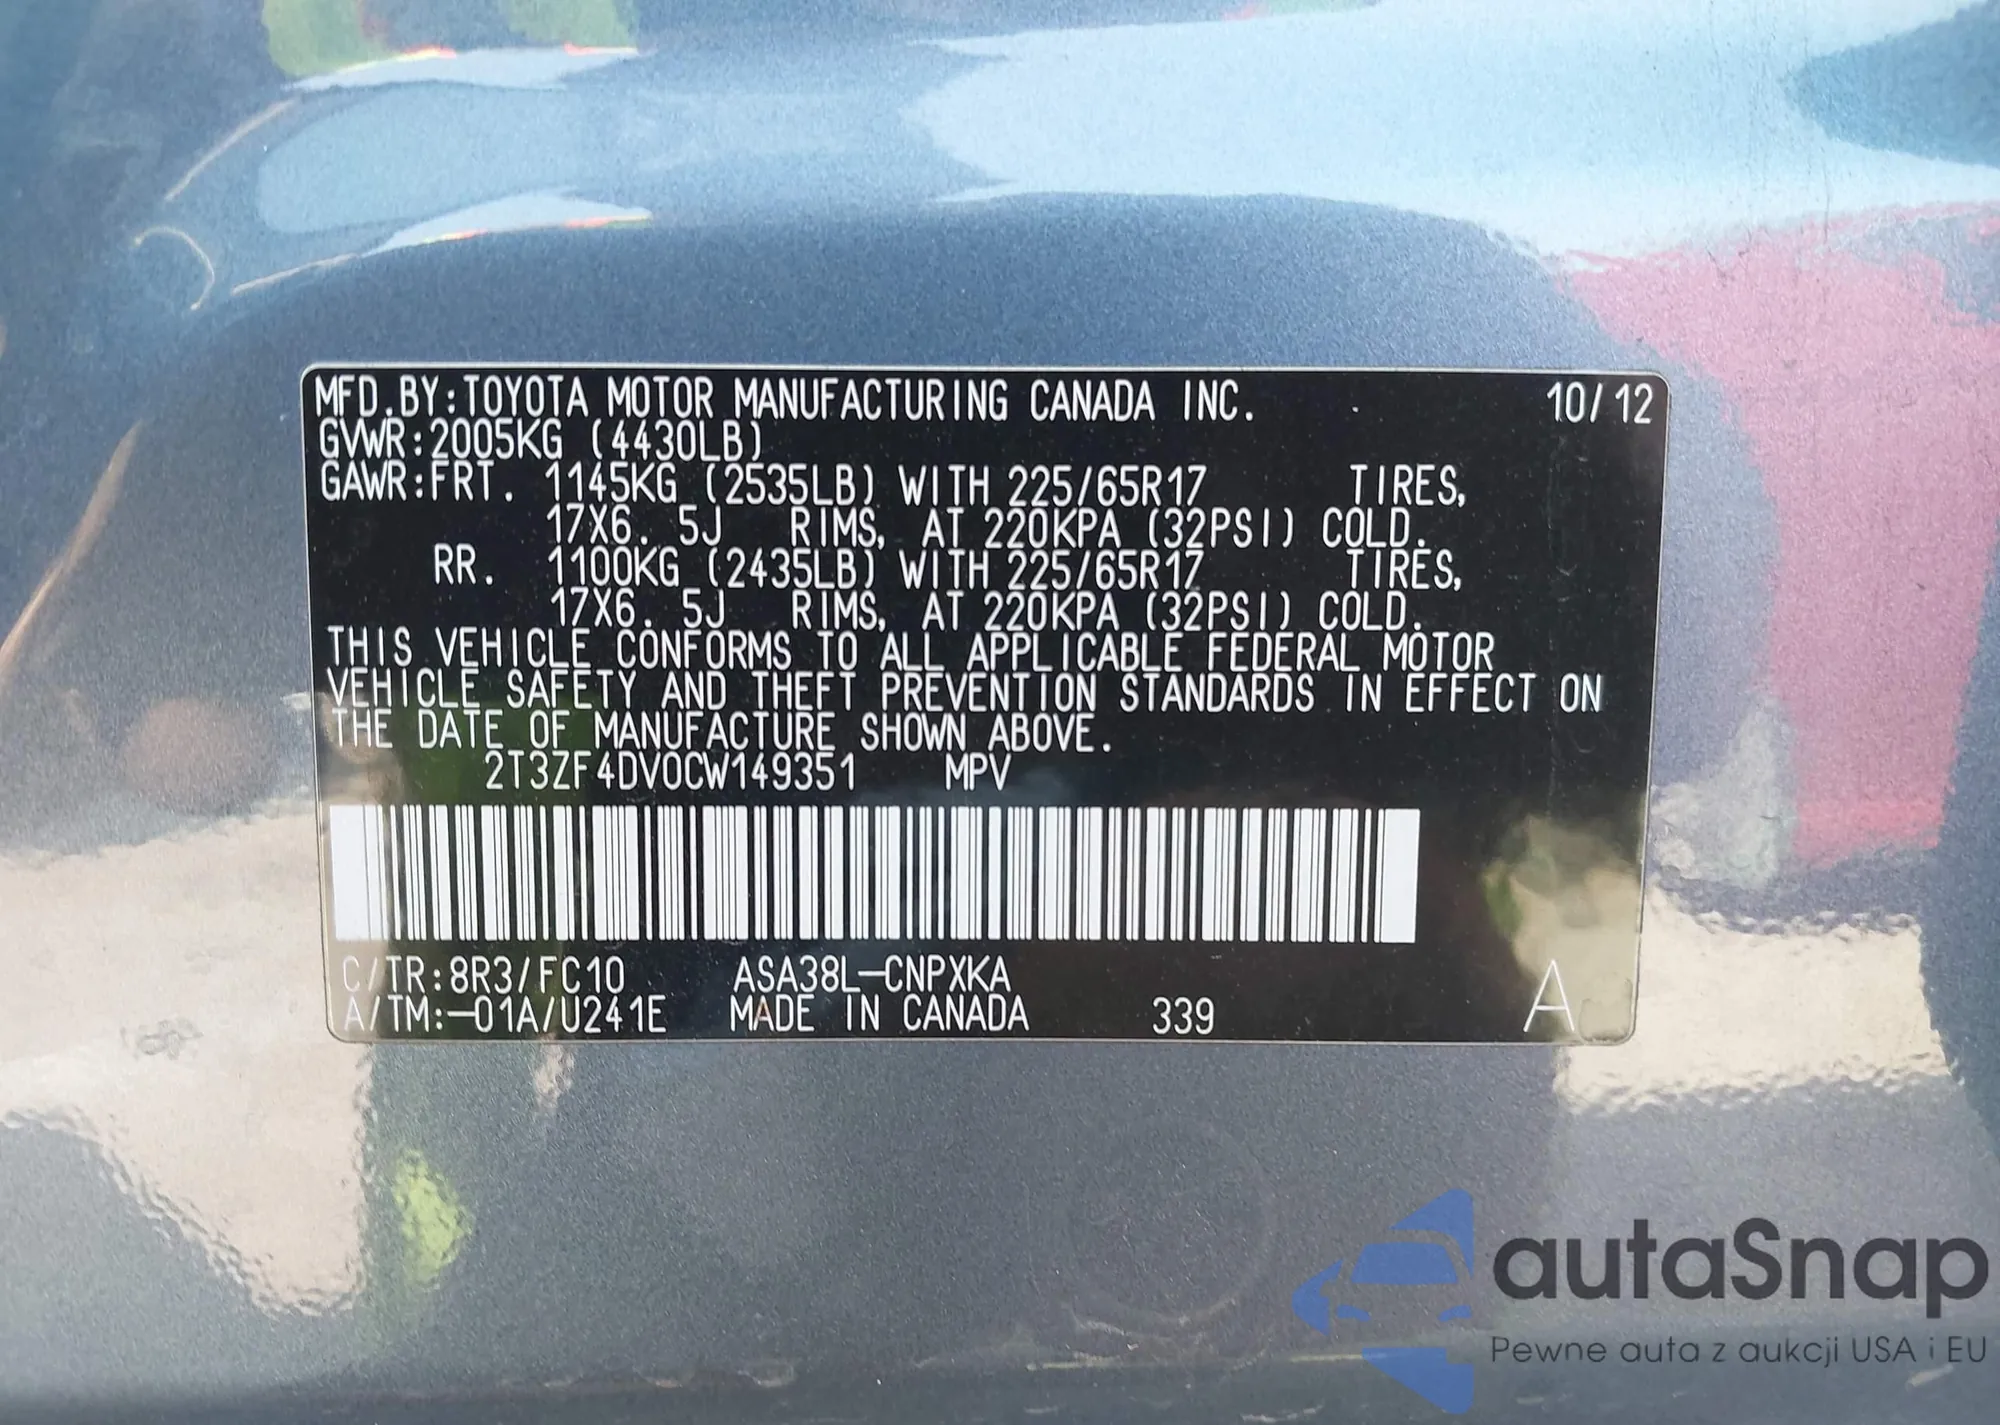 MFD.BY:TOYOTA MOTOR MANUFACTURING CANADA INC. 10/12
GVWR:2005KG (4430LB)
GAWR:FRT. 1145KG (2535LB) WITH 225/65R17 TIRES,
17X6. 5J RIMS, AT 220KPA (32PSI) COLD.
RR. 1100KG (2435LB) WITH 225/65R17 TIRES,
17X6. 5J RIMS, AT 220KPA (32PSI) COLD.
THIS VEHICLE CONFORMS TO ALL APPLICABLE FEDERAL MOTOR
VEHICLE SAFETY AND THEFT PREVENTION STANDARDS IN EFFECT ON
THE DATE OF MANUFACTURE SHOWN ABOVE.
2T3ZF4DV0CW149351 MPV
C/TR:8R3/FC10 ASA38L-CNPXKA
A/TM:-01A/U241E MADE IN CANADA 339 A
autaSnap
Pewne auta z aukcji USA i EU